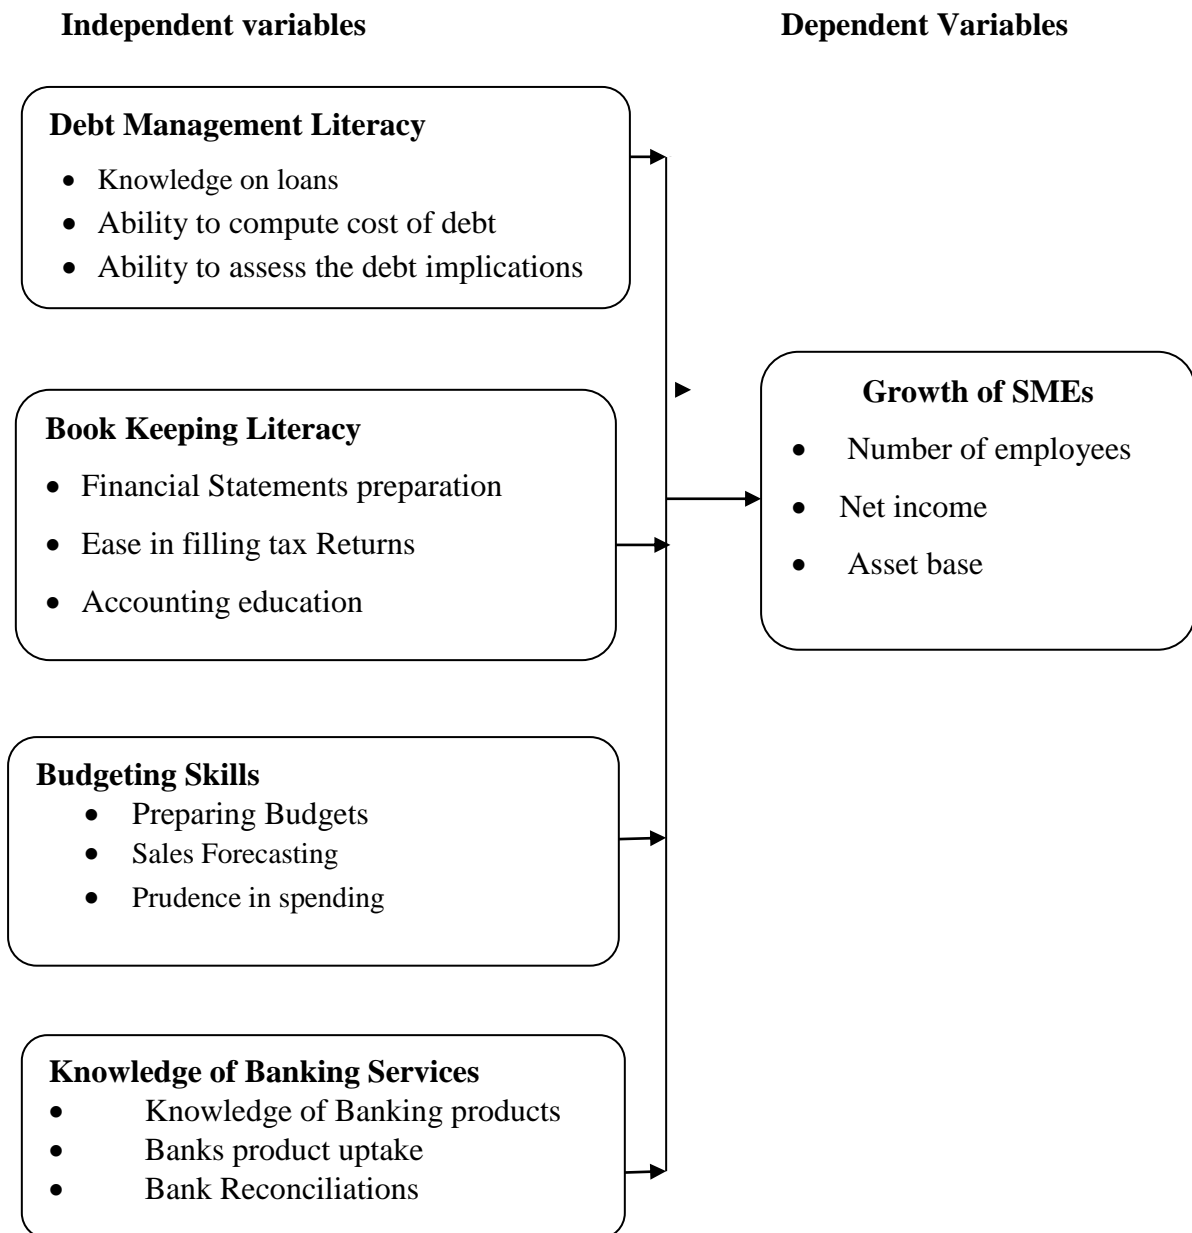 Independent variables
Dependent Variables
Debt Management Literacy
• Knowledge on loans
• Ability to compute cost of debt
• Ability to assess the debt implications
Book Keeping Literacy
• Financial Statements preparation
• Ease in filling tax Returns
• Accounting education
Growth of SMEs
• Number of employees
• Net income
• Asset base
Budgeting Skills
• Preparing Budgets
• Sales Forecasting
• Prudence in spending
Knowledge of Banking Services
• Knowledge of Banking products
• Banks product uptake
• Bank Reconciliations